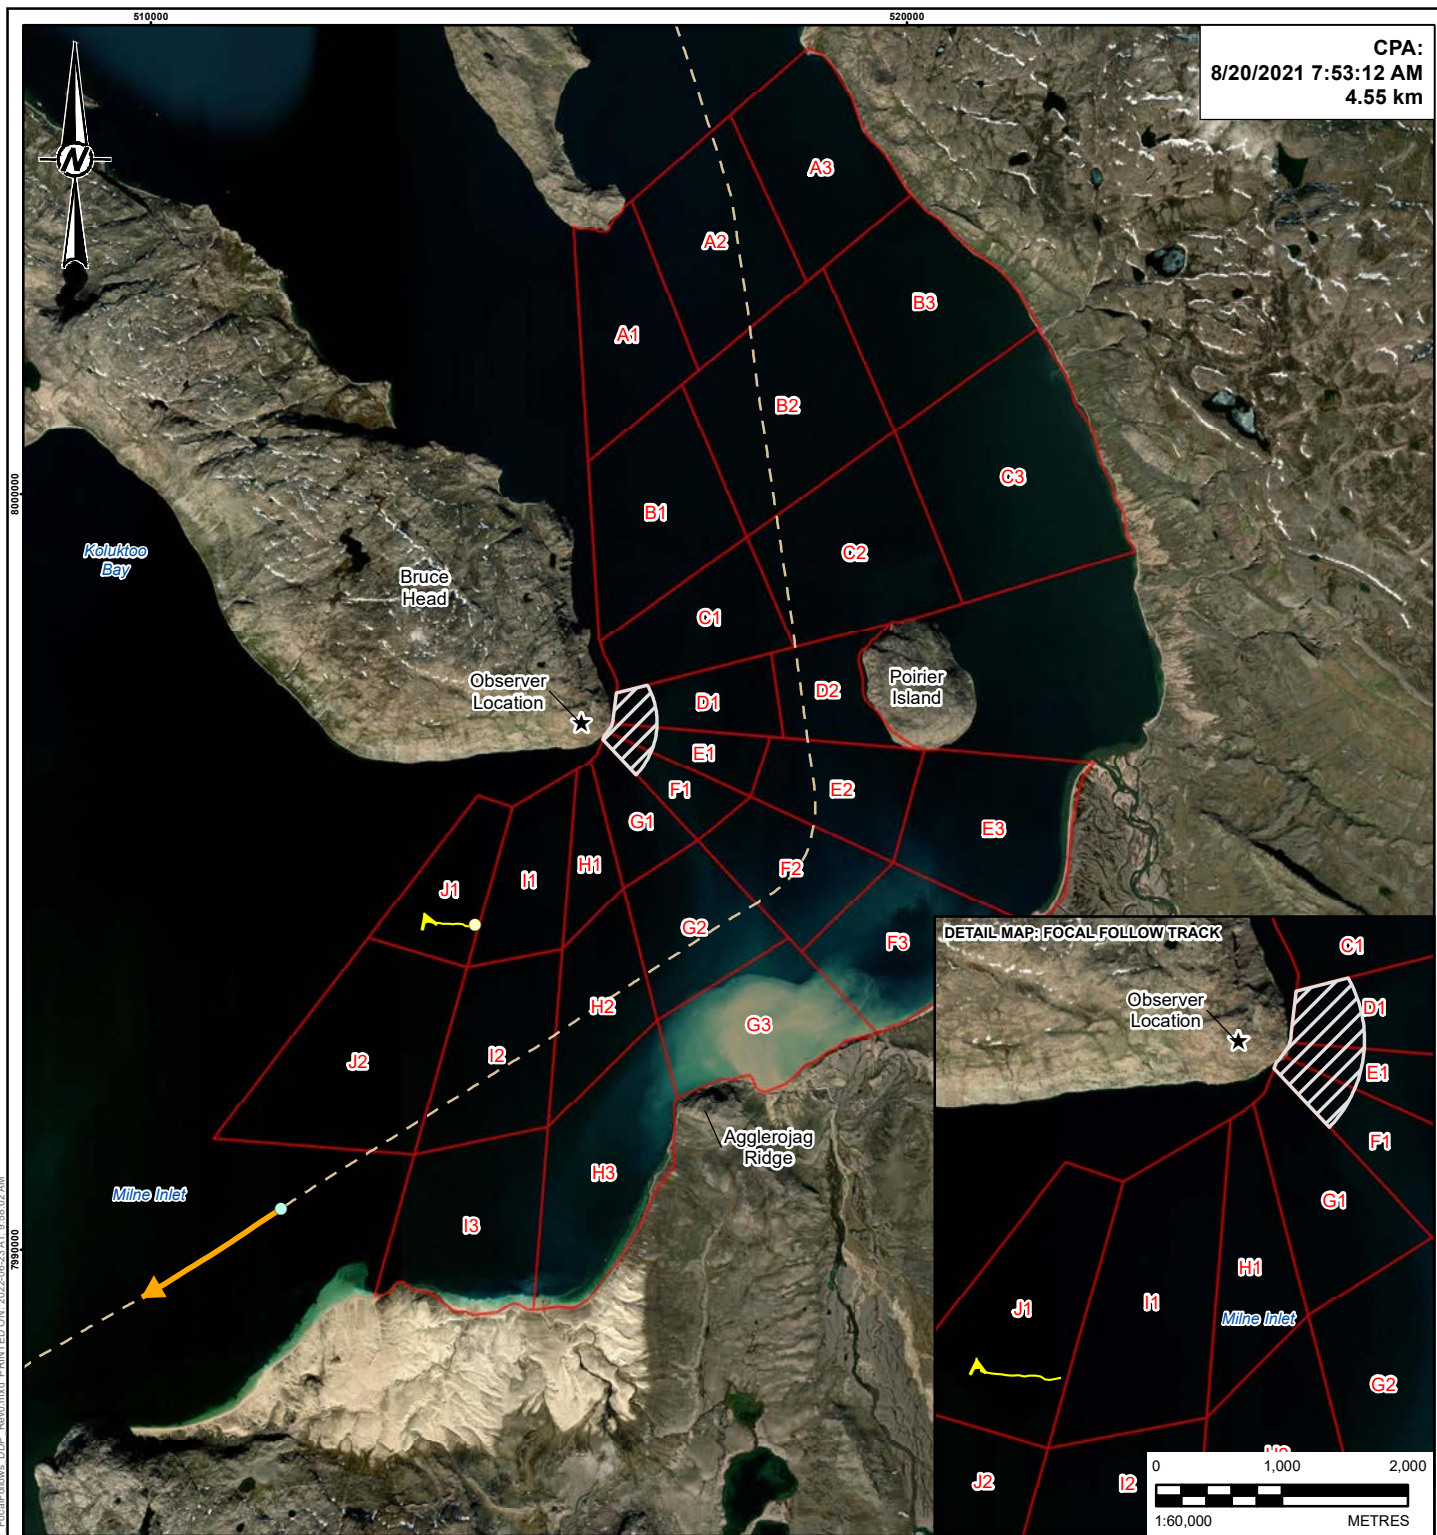 510000
520000
CPA:
8/20/2021 7:53:12 AM
4.55 km
N
A3
A2
B3
A1
B2
C3
8000000
B1
Koluktoo
Bay
C2
Bruce
Head
C1
Observer
Location
Poirier
Island
D2
D1
E1
F1
E2
G1
E3
H1
F2
I1
J1
G2
F3
H2
G3
I2
J2
Agglerojag
Ridge
H3
Milne Inlet
I3
7990000
DETAIL MAP: FOCAL FOLLOW TRACK
C1
Observer
Location
D1
E1
F1
G1
H1
I1
J1
Milne Inlet
G2
J2
I2
0 1,000 2,000
1:60,000 METRES